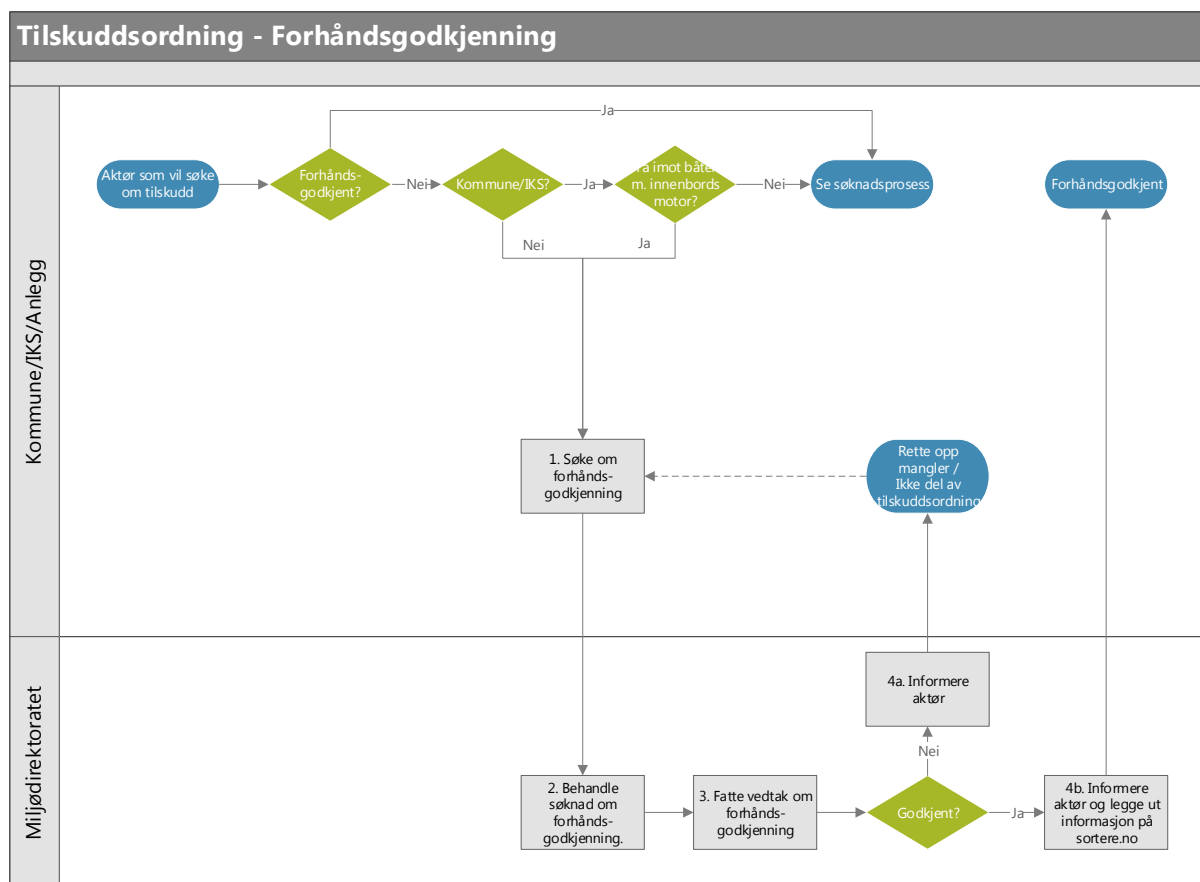 Tilskuddsordning - Forhåndsgodkjenning
Kommune/IKS/Anlegg
Ja
Aktør som vil søke
om tilskudd
Forhånds-
godkjent?
Nei
Kommune/IKS?
Ja
imot båter
m. innenbords
motor?
Nei
Se søknadsprosess
Forhåndsgodkjent
Nei
Ja
1. Søke om
forhånds-
godkjenning
Rette opp
mangler /
Ikke del av
tilskuddsordning
Miljødirektoratet
4a. Informere
aktør
Nei
2. Behandle
søknad om
forhånds-
godkjenning.
3. Fatte vedtak om
forhånds-
godkjenning
Godkjent?
Ja
4b. Informere
aktør og legge ut
informasjon på
sortere.no